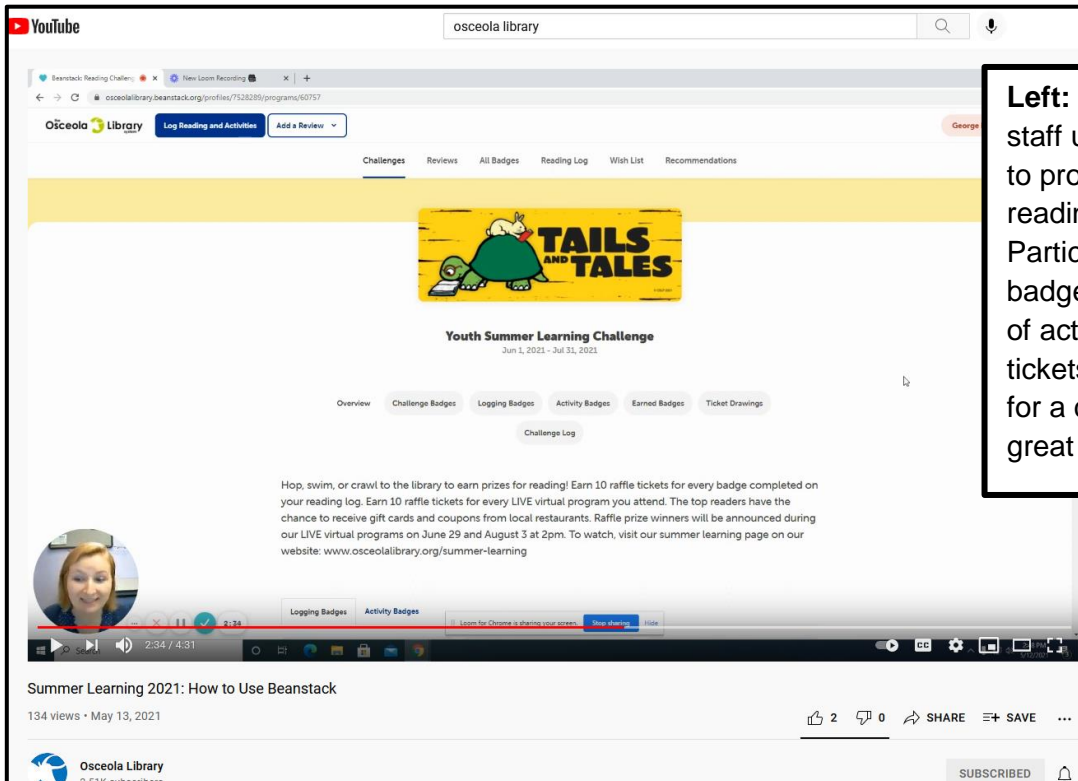 YouTube
osceola library
Beanstack: Reading Challeng
New Loom Recording
osceolalibrary.beanstack.org/profiles/7528289/programs/60757
the Osceola Library system
Log Reading and Activities
Add a Review
George
Challenges Reviews All Badges Reading Log Wish List Recommendations
TAILS
AND TALES
Youth Summer Learning Challenge
Jun 1, 2021 - Jul 31, 2021
Overview Challenge Badges Logging Badges Activity Badges Earned Badges Ticket Drawings
Challenge Log
Hop, swim, or crawl to the library to earn prizes for reading! Earn 10 raffle tickets for every badge completed on
your reading log. Earn 10 raffle tickets for every LIVE virtual program you attend. The top readers have the
chance to receive gift cards and coupons from local restaurants. Raffle prize winners will be announced during
our LIVE virtual programs on June 29 and August 3 at 2pm. To watch, visit our summer learning page on our
website: www.osceolalibrary.org/summer-learning
Logging Badges Activity Badges
2:34
Loom for Chrome is sharing your screen. Stop sharing Hide
2:34 / 4:31
CC
Summer Learning 2021: How to Use Beanstack
134 views • May 13, 2021
2 0 SHARE SAVE
Osceola Library
subscribers
SUBSCRIBED
Left:
staff u
to pro
readin
Partic
badge
of act
tickets
for a
great